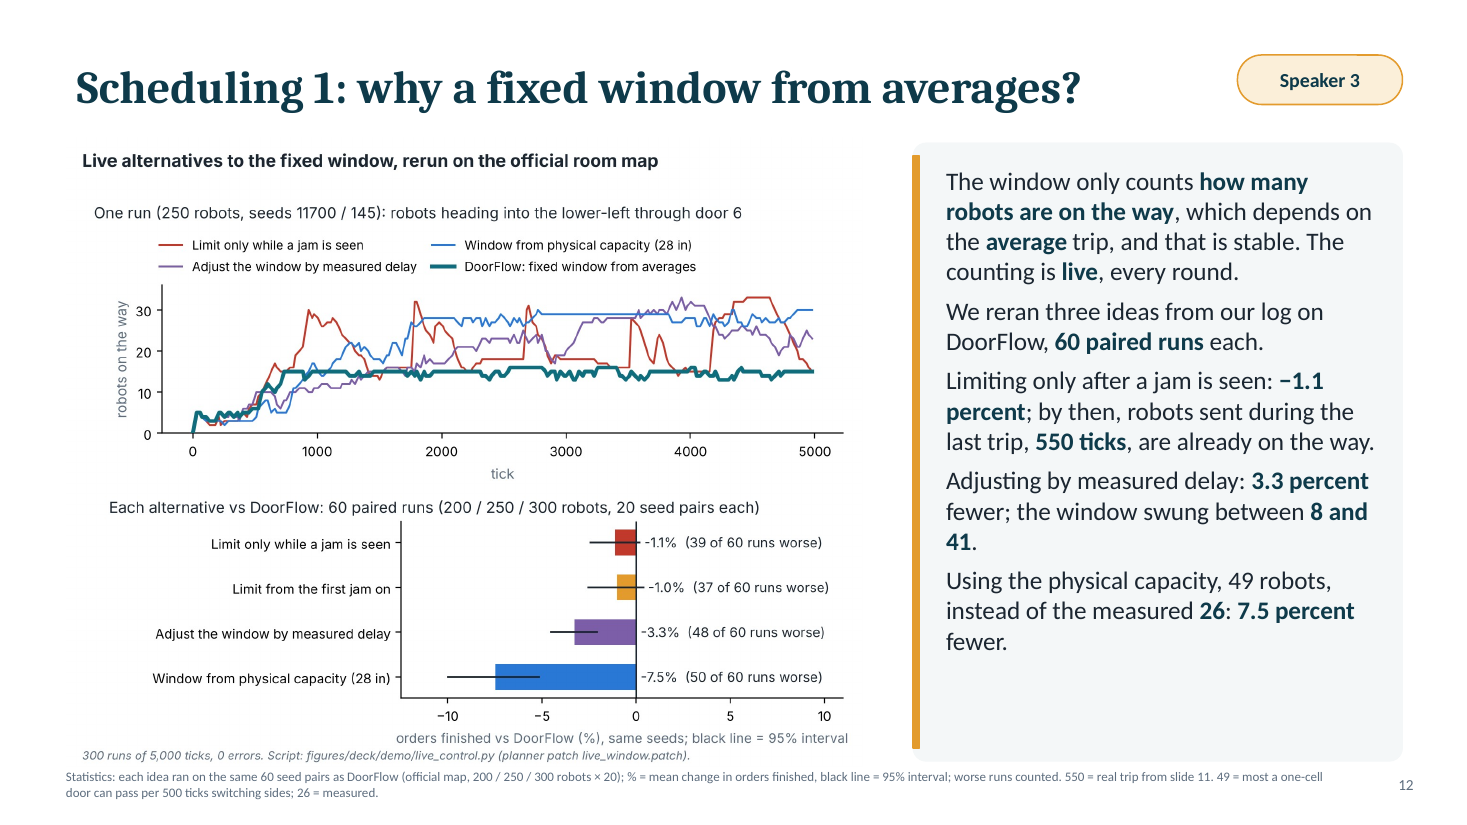 Scheduling 1: why a fixed window from averages?
Speaker 3
Live alternatives to the fixed window, rerun on the official room map
One run (250 robots, seeds 11700 / 145): robots heading into the lower-left through door 6
Limit only while a jam is seen
Window from physical capacity (28 in)
Adjust the window by measured delay
DoorFlow: fixed window from averages
robots on the way
30
20
10
0
0 1000 2000 3000 4000 5000
tick
Each alternative vs DoorFlow: 60 paired runs (200 / 250 / 300 robots, 20 seed pairs each)
Limit only while a jam is seen
-1.1% (39 of 60 runs worse)
Limit from the first jam on
-1.0% (37 of 60 runs worse)
Adjust the window by measured delay
-3.3% (48 of 60 runs worse)
Window from physical capacity (28 in)
-7.5% (50 of 60 runs worse)
−10 −5 0 5 10
orders finished vs DoorFlow (%), same seeds; black line = 95% interval
300 runs of 5,000 ticks, 0 errors. Script: figures/deck/demo/live_control.py (planner patch live_window.patch).
The window only counts how many
robots are on the way, which depends on
the average trip, and that is stable. The
counting is live, every round.
We reran three ideas from our log on
DoorFlow, 60 paired runs each.
Limiting only after a jam is seen: −1.1
percent; by then, robots sent during the
last trip, 550 ticks, are already on the way.
Adjusting by measured delay: 3.3 percent
fewer; the window swung between 8 and
41.
Using the physical capacity, 49 robots,
instead of the measured 26: 7.5 percent
fewer.
Statistics: each idea ran on the same 60 seed pairs as DoorFlow (official map, 200 / 250 / 300 robots × 20); % = mean change in orders finished, black line = 95% interval; worse runs counted. 550 = real trip from slide 11. 49 = most a one-cell
door can pass per 500 ticks switching sides; 26 = measured.
12